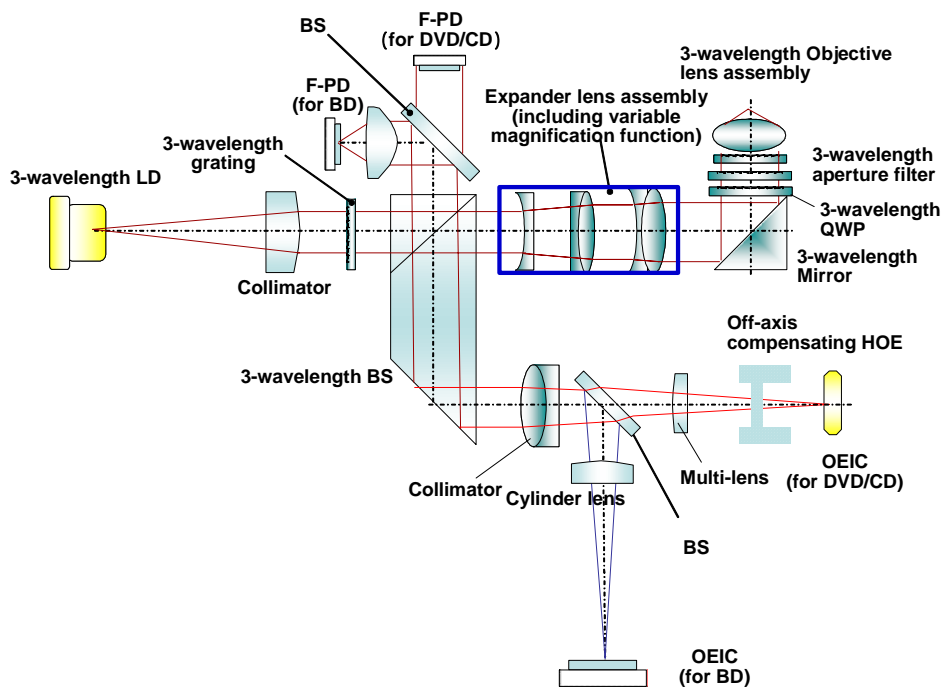 BS
F-PD
(for DVD/CD)
F-PD
(for BD)
3-wavelength Objective
lens assembly
Expander lens assembly
(including variable
magnification function)
3-wavelength
grating
3-wavelength LD
3-wavelength
aperture filter
3-wavelength
QWP
3-wavelength
Mirror
Collimator
Off-axis
compensating HOE
3-wavelength BS
Collimator
Cylinder lens
Multi-lens
OEIC
(for DVD/CD)
BS
OEIC
(for BD)